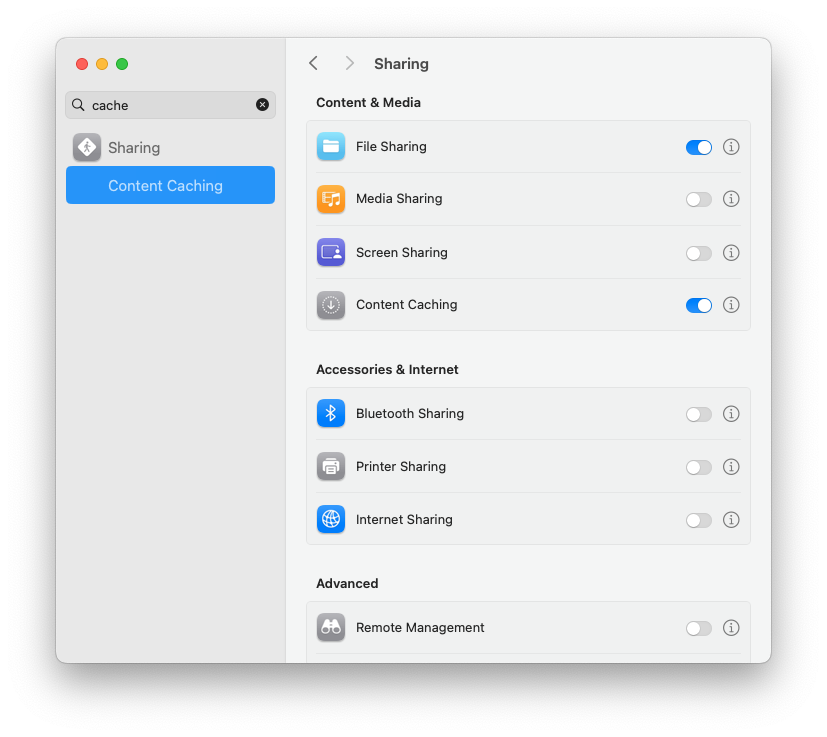 Sharing
cache
Sharing
Content Caching
Content & Media
File Sharing
Media Sharing
Screen Sharing
Content Caching
Accessories & Internet
Bluetooth Sharing
Printer Sharing
Internet Sharing
Advanced
Remote Management